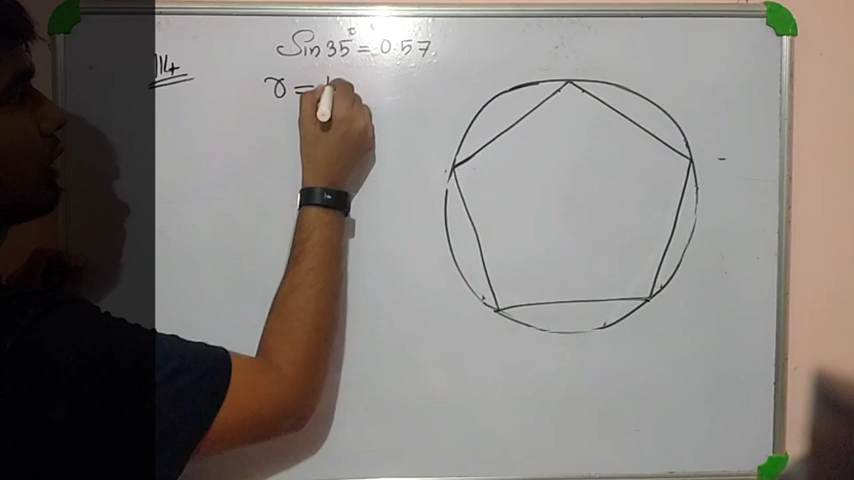 Sin 35° = 0.57
r =